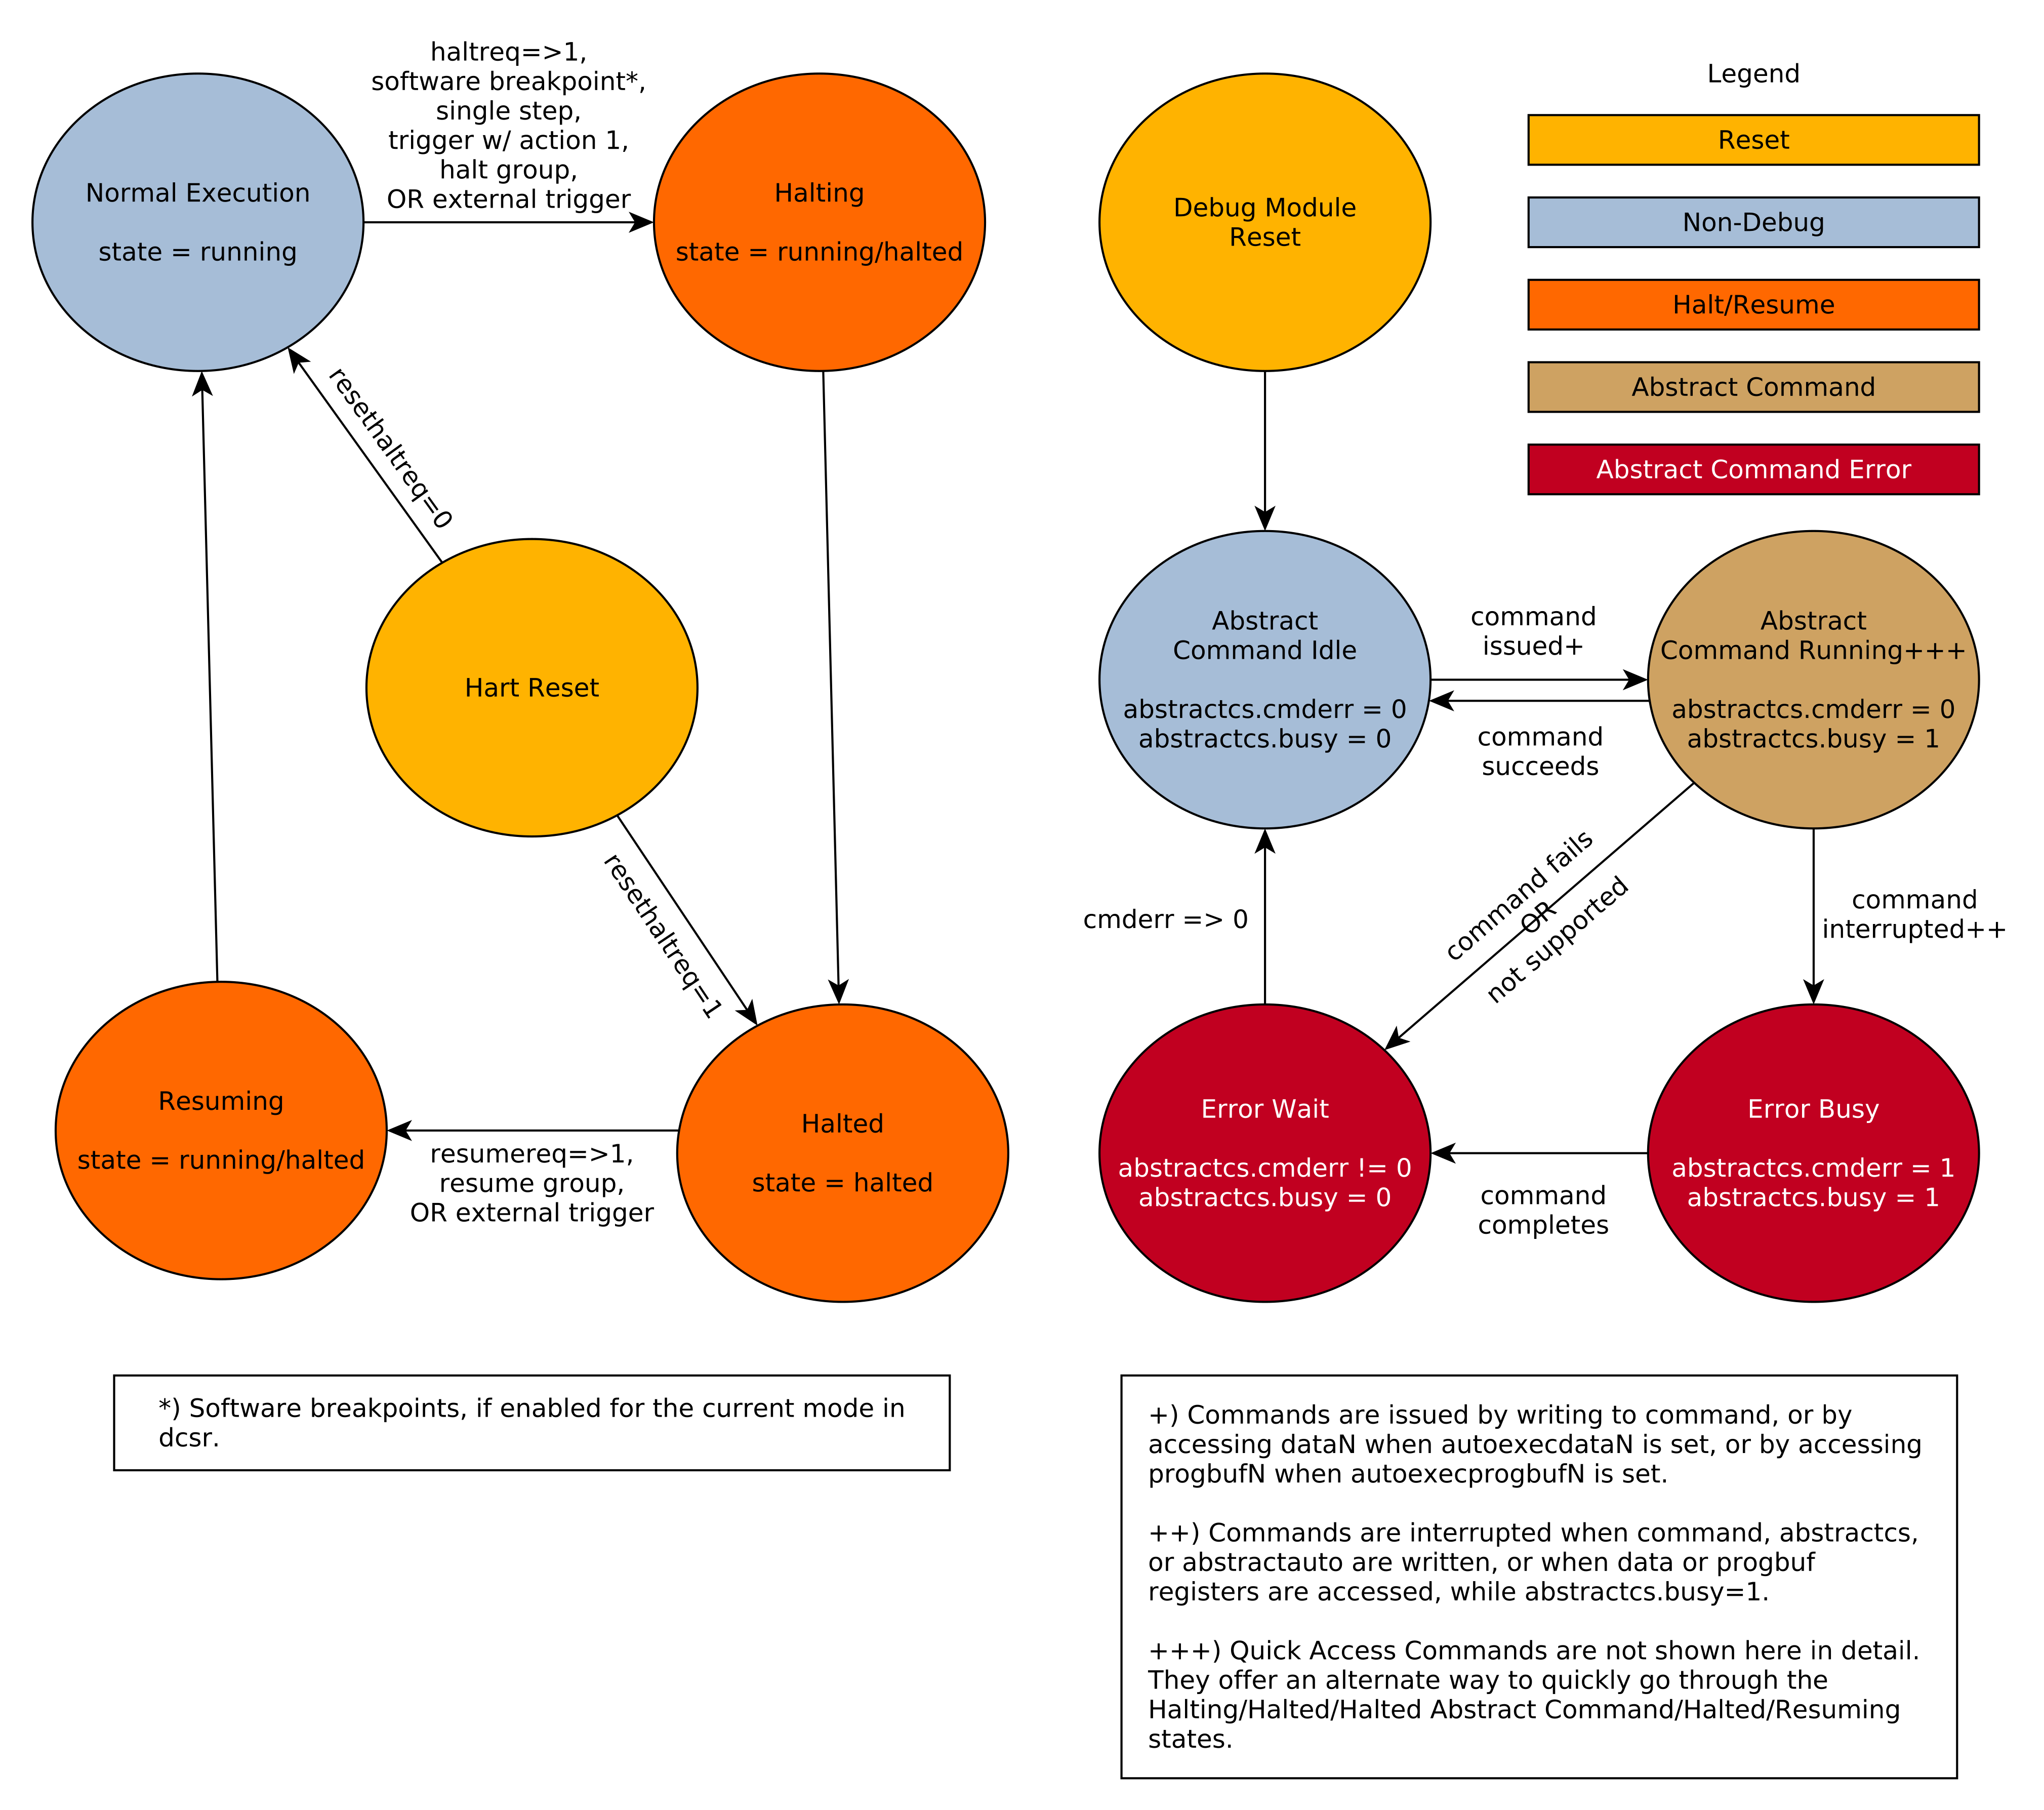 haltreq=>1,
software breakpoint*,
single step,
trigger w/ action 1,
halt group,
OR external trigger
Normal Execution
state = running
Halting
state = running/halted
resethaltreq=0
Hart Reset
resethaltreq=1
Resuming
state = running/halted
resumereq=>1,
resume group,
OR external trigger
Halted
state = halted
*) Software breakpoints, if enabled for the current mode in
dcsr.
Debug Module
Reset
Legend
Reset
Non-Debug
Halt/Resume
Abstract Command
Abstract Command Error
Abstract
Command Idle
abstractcs.cmderr = 0
abstractcs.busy = 0
command
issued+
command
succeeds
Abstract
Command Running+++
abstractcs.cmderr = 0
abstractcs.busy = 1
cmderr => 0
command fails
OR
not supported
command
interrupted++
Error Wait
abstractcs.cmderr != 0
abstractcs.busy = 0
command
completes
Error Busy
abstractcs.cmderr = 1
abstractcs.busy = 1
+) Commands are issued by writing to command, or by
accessing dataN when autoexecdataN is set, or by accessing
progbufN when autoexecprogbufN is set.
++) Commands are interrupted when command, abstractcs,
or abstractauto are written, or when data or progbuf
registers are accessed, while abstractcs.busy=1.
+++) Quick Access Commands are not shown here in detail.
They offer an alternate way to quickly go through the
Halting/Halted/Halted Abstract Command/Halted/Resuming
states.